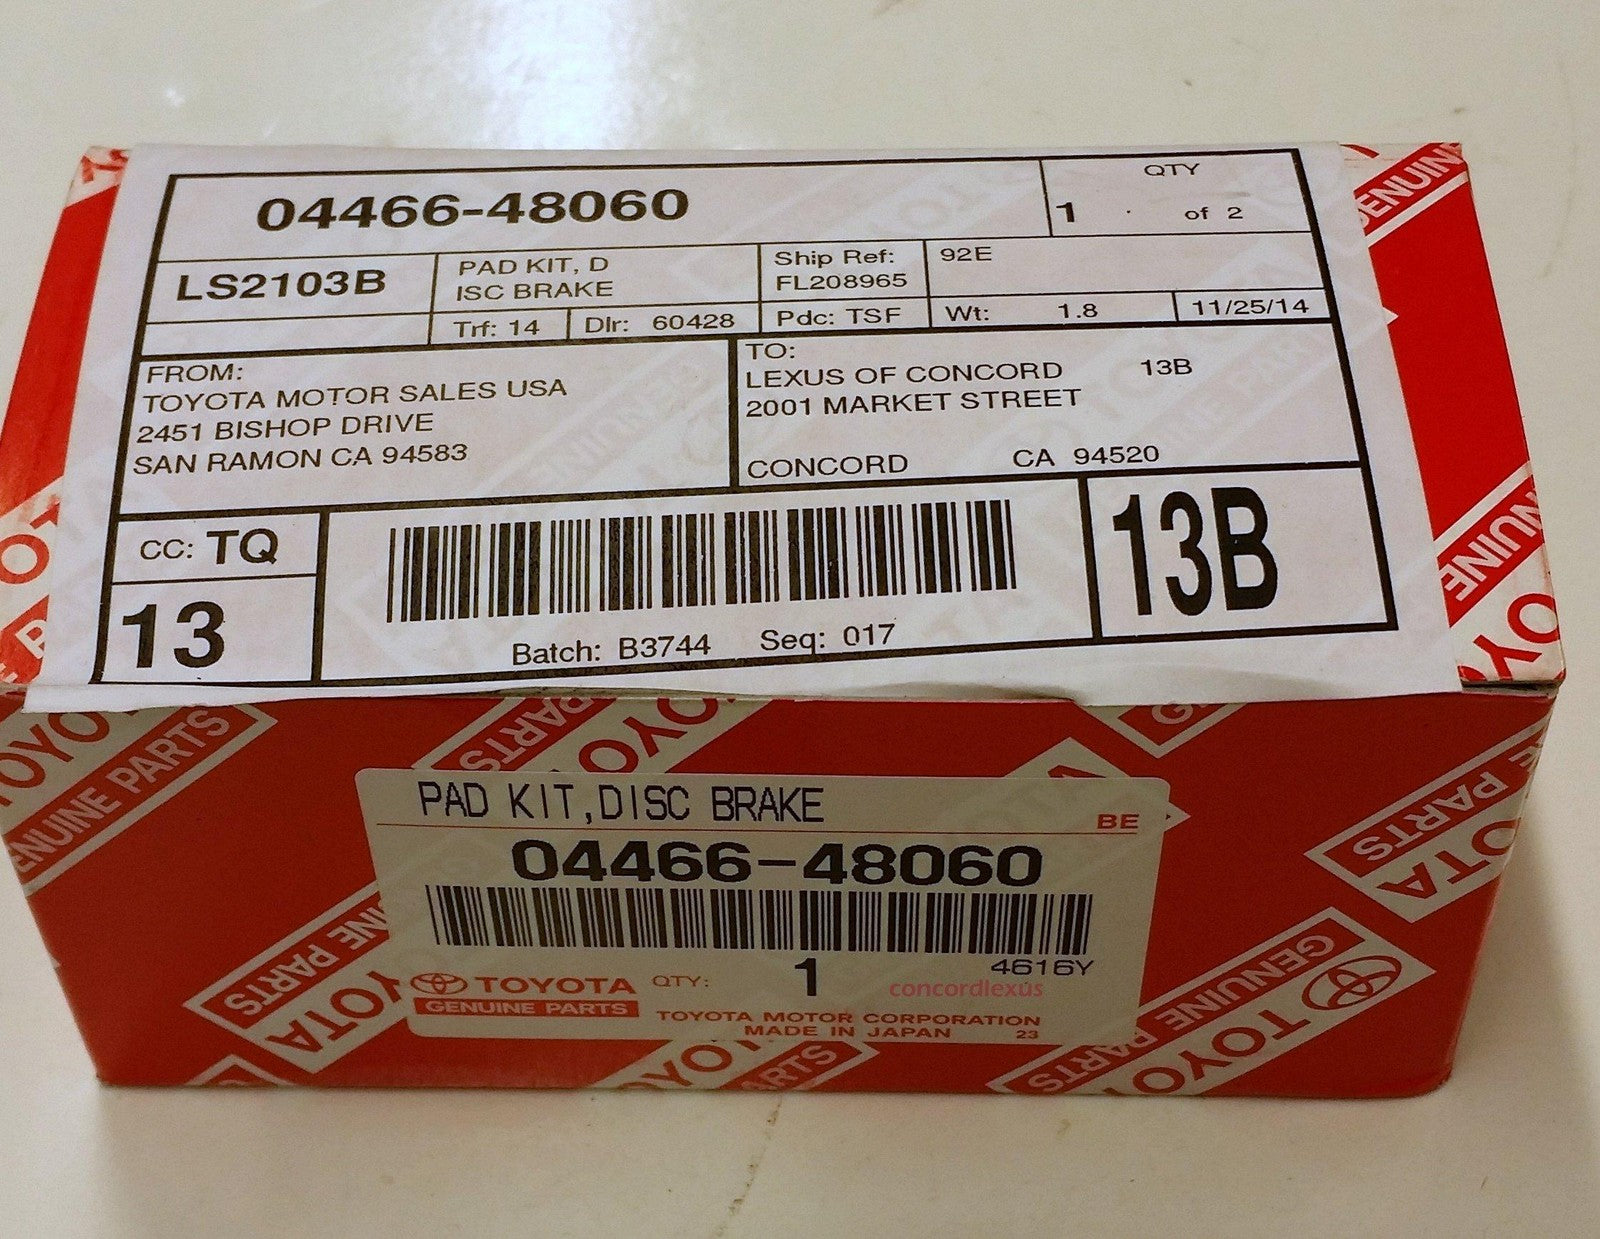 04466-48060
QTY
1 of 2
LS2103B
PAD KIT, D
ISC BRAKE
Ship Ref:
FL208965
92E
Trf: 14
Dlr: 60428
Pdc: TSF
Wt: 1.8
11/25/14
FROM:
TOYOTA MOTOR SALES USA
2451 BISHOP DRIVE
SAN RAMON CA 94583
TO:
LEXUS OF CONCORD 13B
2001 MARKET STREET
CONCORD CA 94520
CC: TQ
13
13B
Batch: B3744 Seq: 017
PAD KIT,DISC BRAKE
BE
04466-48060
4616Y
TOYOTA
GENUINE PARTS
QTY: 1
concordlexus
TOYOTA MOTOR CORPORATION
MADE IN JAPAN 23
GENUINE PARTS
TOYOTA